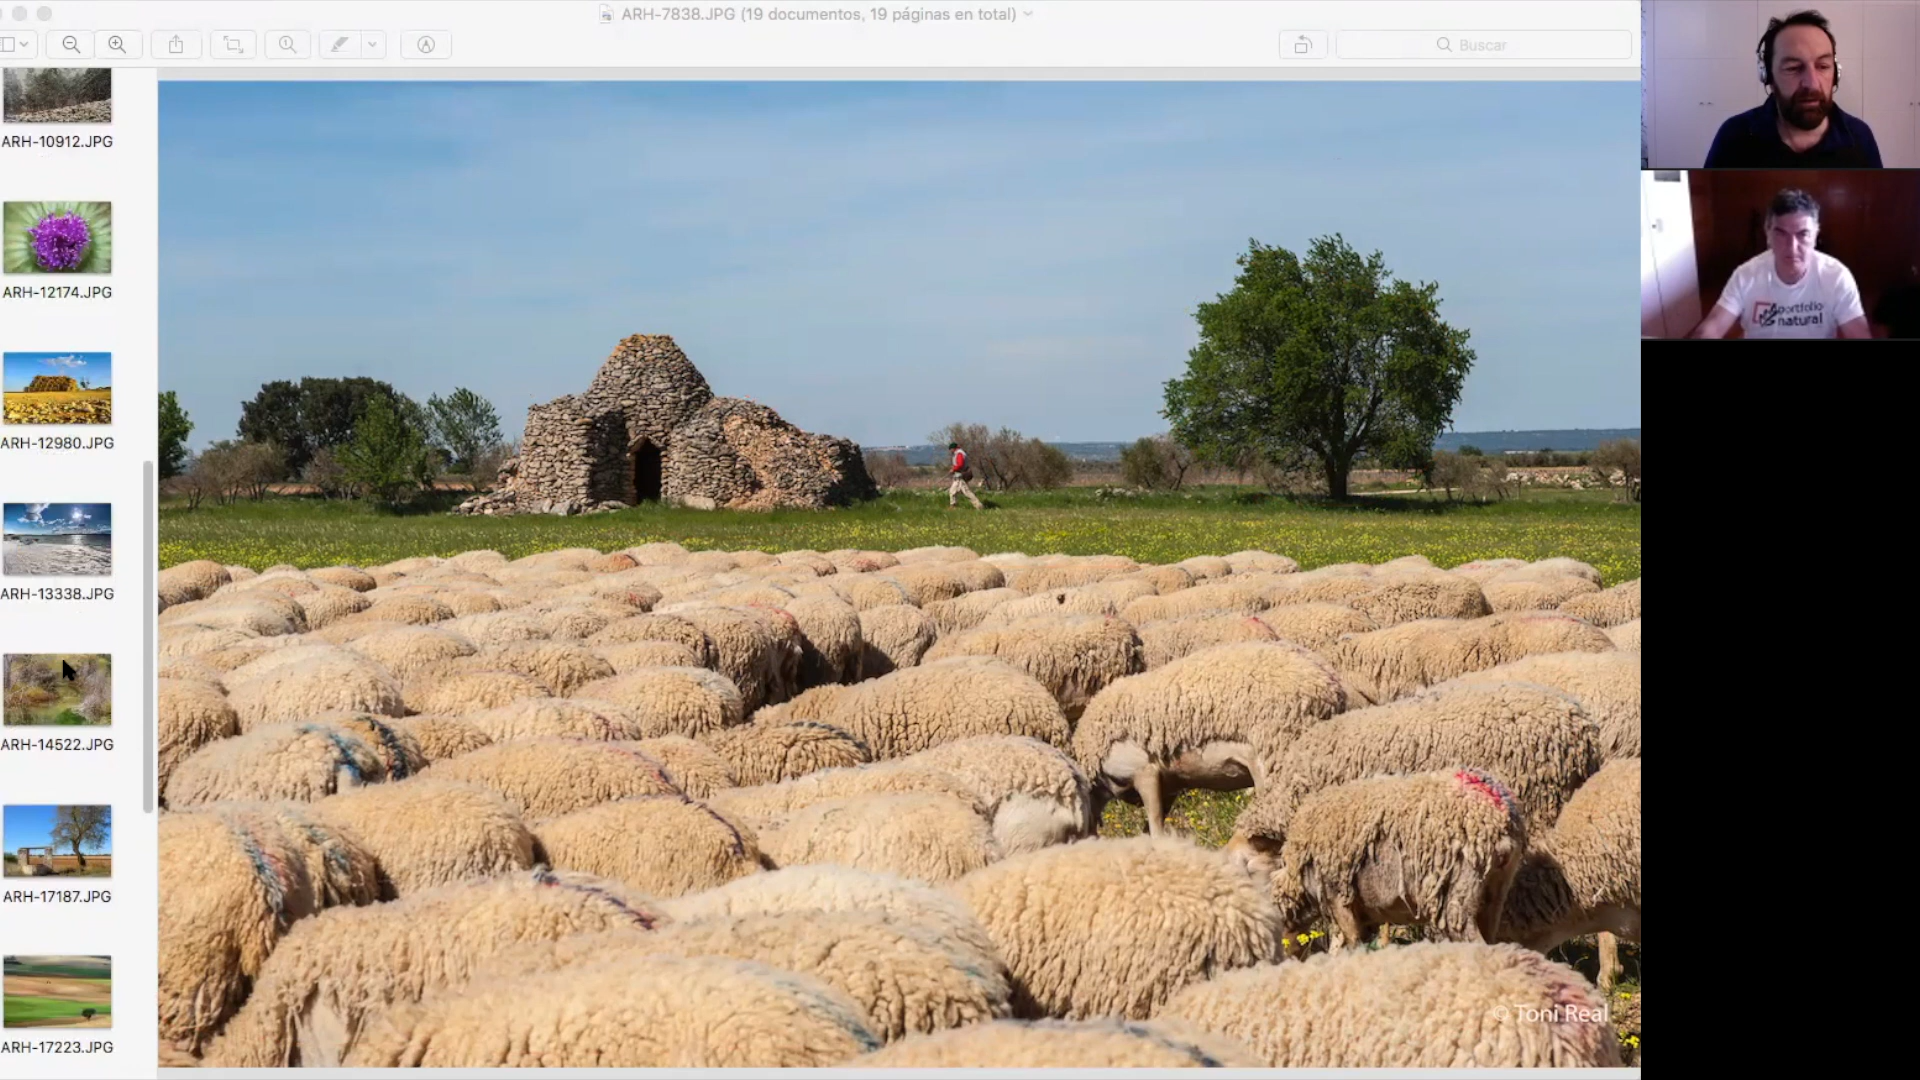 ARH-7838.JPG (19 documentos, 19 páginas en total)
Buscar
ARH-10912.JPG
ARH-12174.JPG
ARH-12980.JPG
ARH-13338.JPG
ARH-14522.JPG
ARH-17187.JPG
ARH-17223.JPG
portfolio
natural
© Toni Real